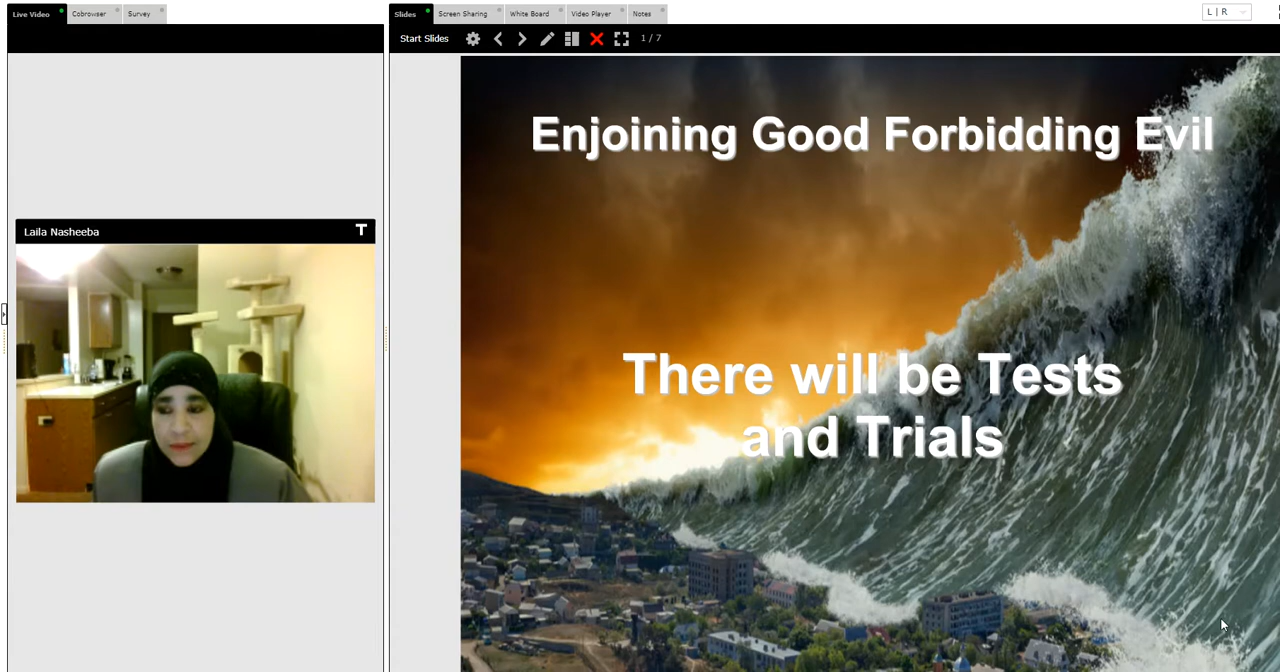 Live Video
Cobrowser
Survey
Slides
Screen Sharing
White Board
Video Player
Notes
L | R
Start Slides
1 / 7
Laila Nasheeba
T
Enjoining Good Forbidding Evil
There will be Tests
and Trials